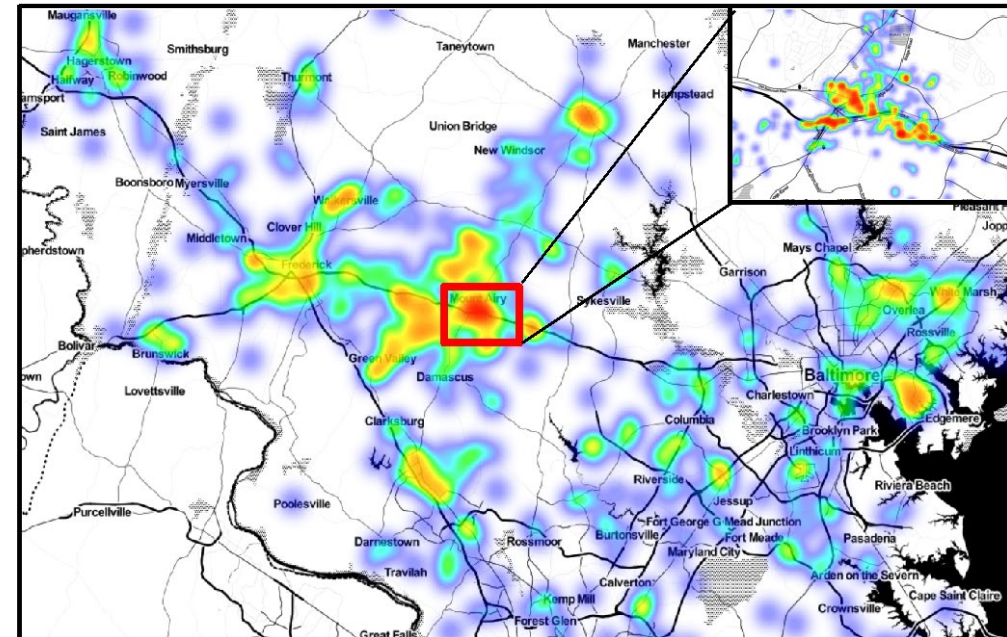 Maugansville
Smithsburg
Taneytown
Manchester
Hagerstown
Halfway
Robinwood
Thurmont
amsport
Hampstead
Saint James
Union Bridge
New Windsor
Boonsboro
Myersville
Walkersville
Clover Hill
Middletown
pherdstown
Frederick
Mays Chapel
Garrison
Mount Airy
Sykesville
White Marsh
Overlea
Rossville
Bolivar
Brunswick
Green Valley
Damascus
Lovettsville
Baltimore
Charlestown
Edgemere
Clarksburg
Columbia
Brooklyn Park
Linthicum
Riverside
Riviera Beach
Jessup
Poolesville
Purcellville
Fort George G Mead Junction
Pasadena
Darnestown
Rossmoor
Burtonsville
Fort Meade
Maryland City
Travilah
Calverton
Arden on the Severn
Kemp Mill
Crownsville
Cape Saint Claire
Forest Glen
Great Falls